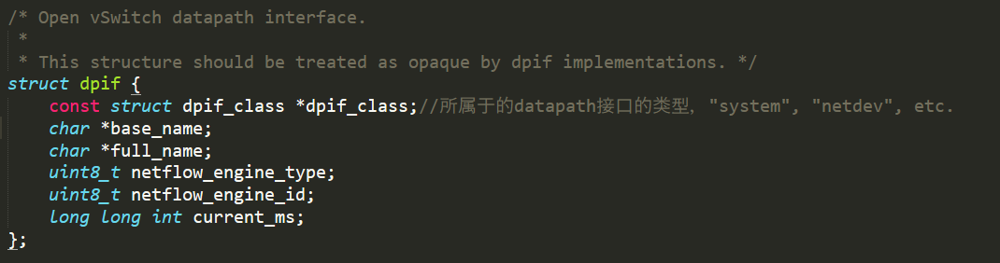 /* Open vSwitch datapath interface.
 *
 * This structure should be treated as opaque by dpif implementations. */
struct dpif {
    const struct dpif_class *dpif_class;//所属于的datapath接口的类型, "system", "netdev", etc.
    char *base_name;
    char *full_name;
    uint8_t netflow_engine_type;
    uint8_t netflow_engine_id;
    long long int current_ms;
};